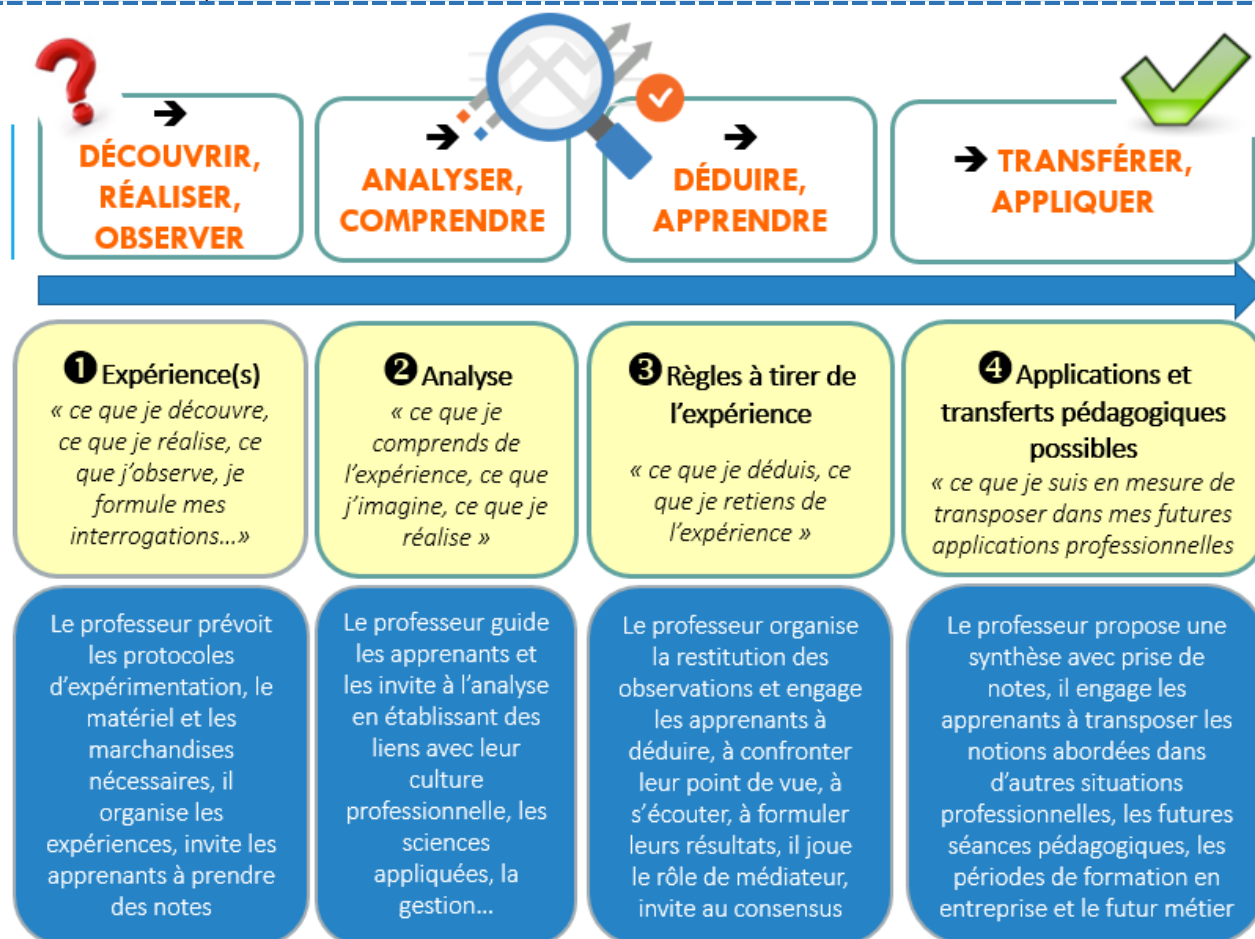 ➔
DÉCOUVRIR,
RÉALISER,
OBSERVER
➔
ANALYSER,
COMPRENDRE
➔
DÉDUIRE,
APPRENDRE
➔ TRANSFÉRER,
APPLIQUER
❶ Expérience(s)
« ce que je découvre,
ce que je réalise, ce
que j’observe, je
formule mes
interrogations…»
❷ Analyse
« ce que je
comprends de
l’expérience, ce que
j’imagine, ce que je
réalise »
❸ Règles à tirer de
l’expérience
« ce que je déduis, ce
que je retiens de
l’expérience »
❹ Applications et
transferts pédagogiques
possibles
« ce que je suis en mesure de
transposer dans mes futures
applications professionnelles
Le professeur prévoit
les protocoles
d’expérimentation, le
matériel et les
marchandises
nécessaires, il
organise les
expériences, invite les
apprenants à prendre
des notes
Le professeur guide
les apprenants et
les invite à l’analyse
en établissant des
liens avec leur
culture
professionnelle, les
sciences
appliquées, la
gestion…
Le professeur organise
la restitution des
observations et engage
les apprenants à
déduire, à confronter
leur point de vue, à
s’écouter, à formuler
leurs résultats, il joue
le rôle de médiateur,
invite au consensus
Le professeur propose une
synthèse avec prise de
notes, il engage les
apprenants à transposer les
notions abordées dans
d’autres situations
professionnelles, les futures
séances pédagogiques, les
périodes de formation en
entreprise et le futur métier